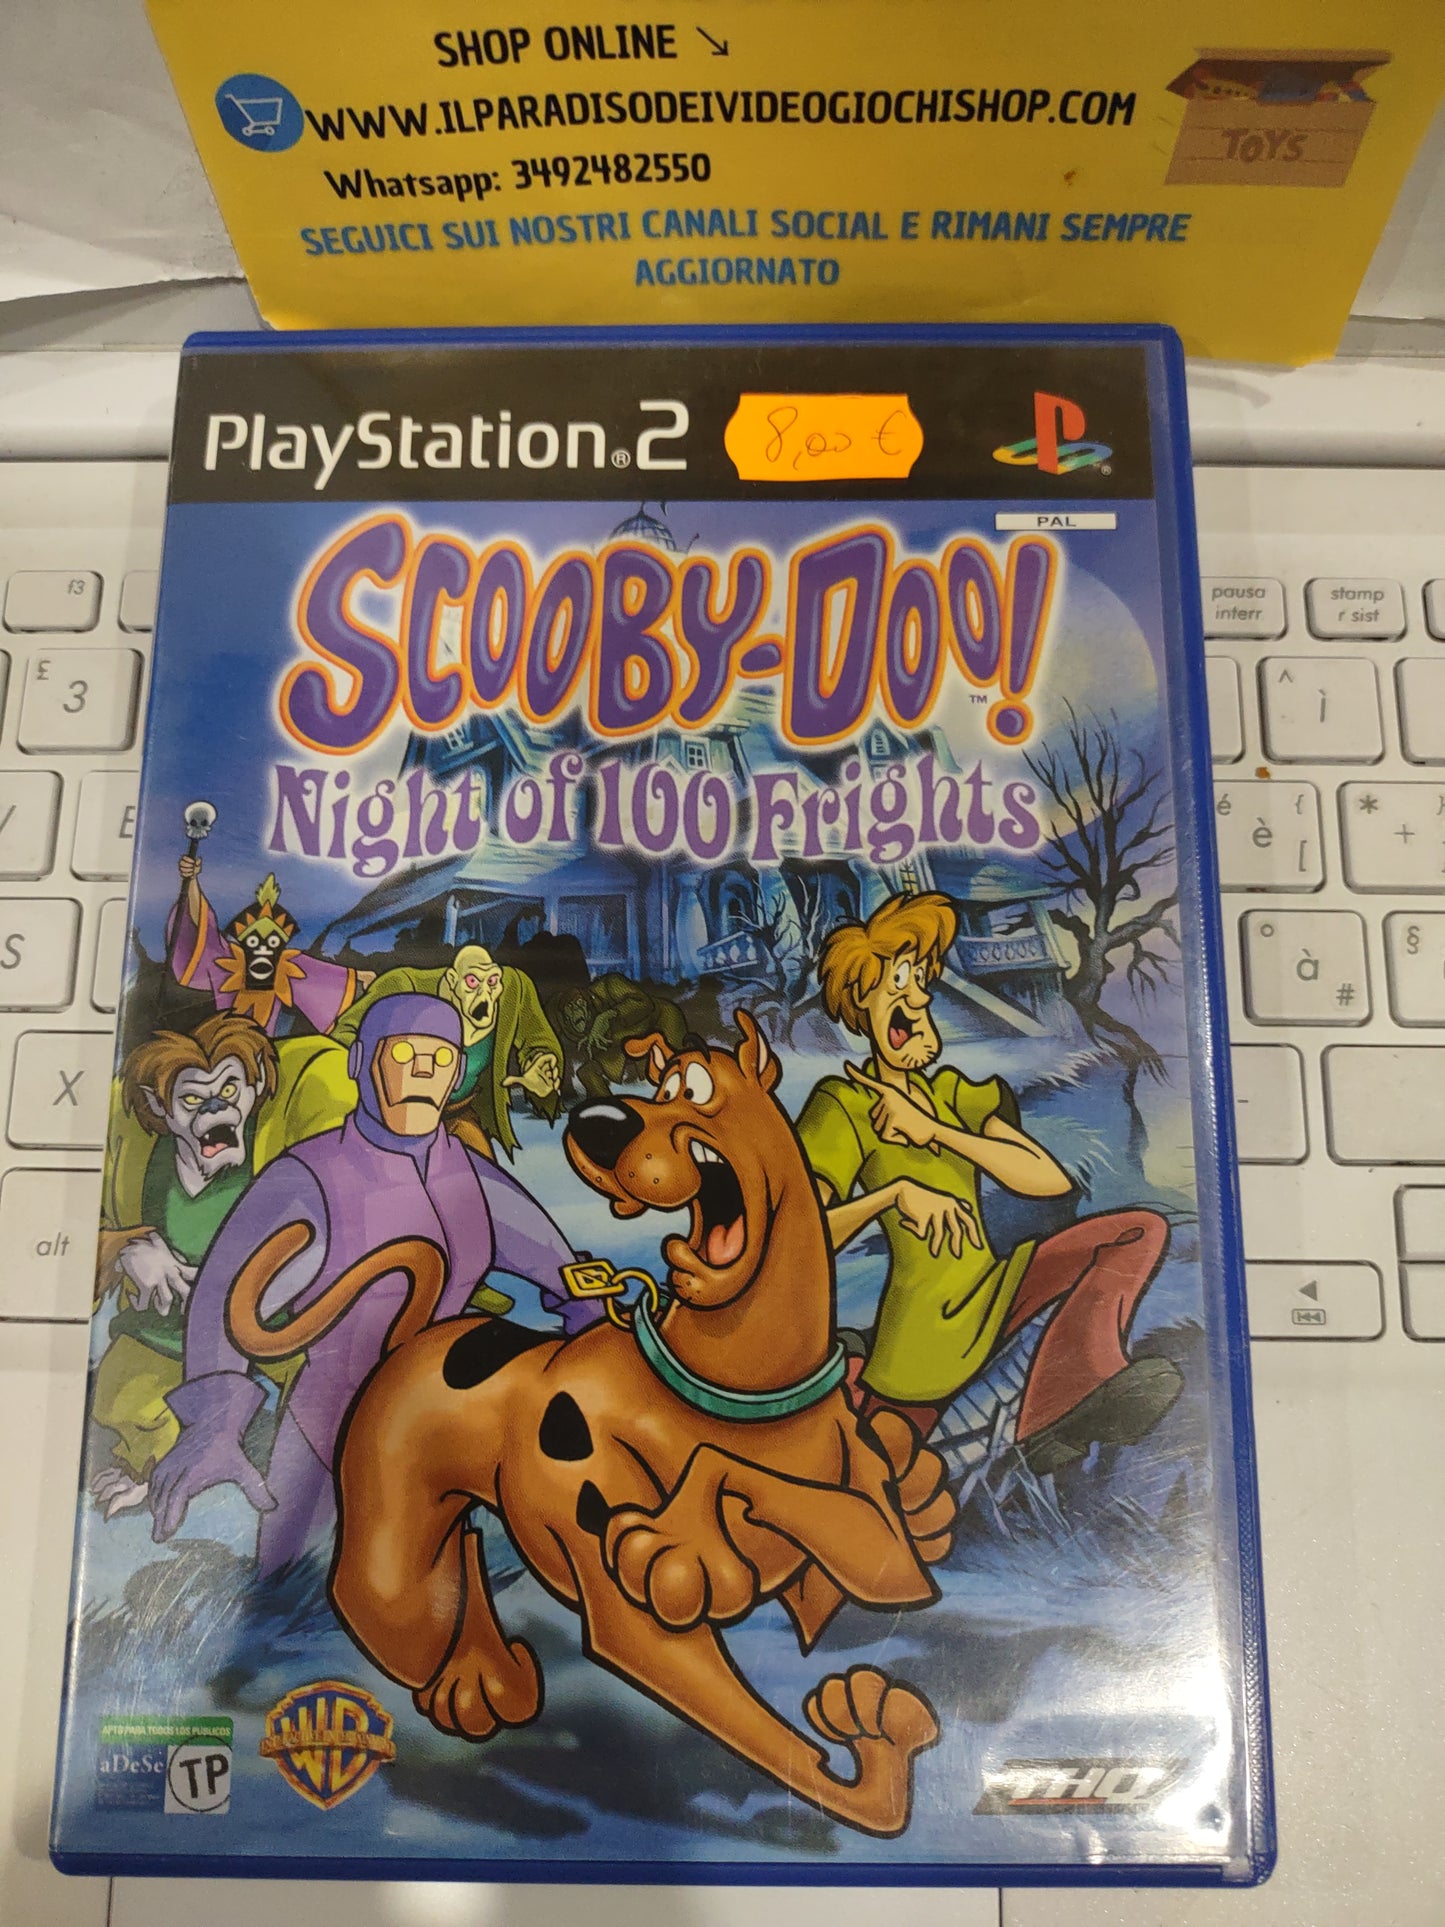 SHOP ONLINE ↘
WWW.ILPARADISODEIVIDEOGIOCHISHOP.COM
Whatsapp: 3492482550
SEGUICI SUI NOSTRI CANALI SOCIAL E RIMANI SEMPRE
AGGIORNATO
TOYS
PlayStation®2
8,00 €
PAL
SCOOBY-DOO!™
Night of 100 Frights
APTO PARA TODOS LOS PÚBLICOS
aDeSe
TP
WB
THQ
f3
pausa
interr
stamp
r sist
£
3
^
ì
E
é
è
{
[
*
+
S
°
à
#
§
X
-
alt